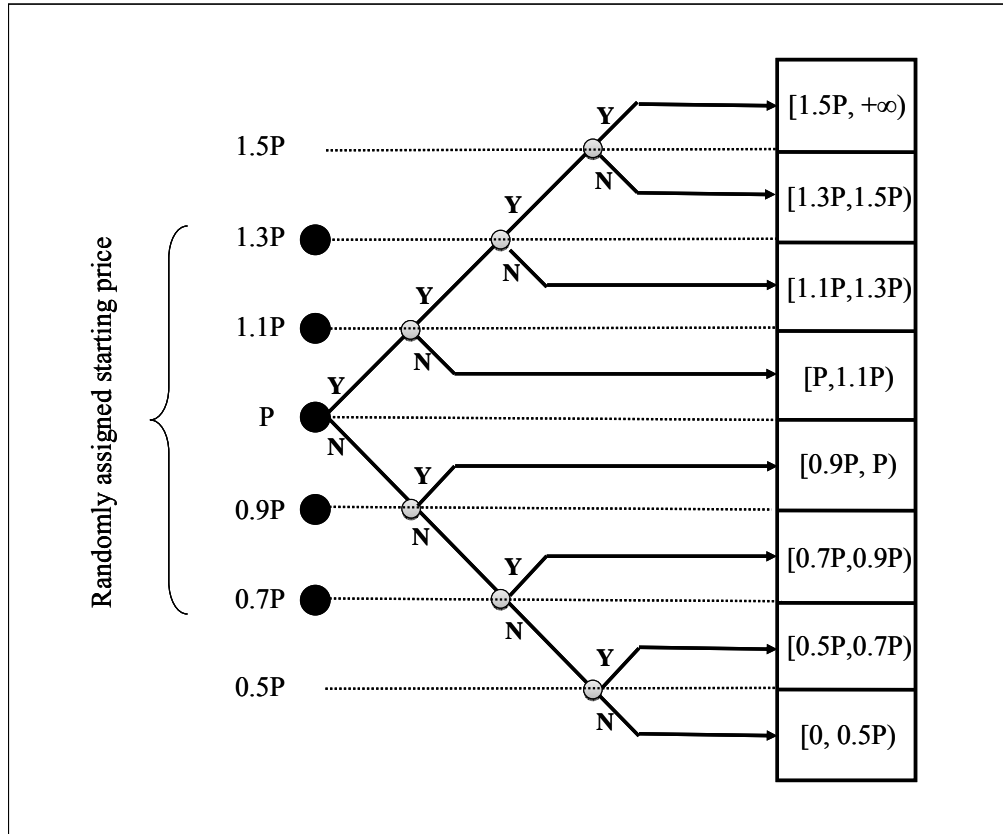 Y
[1.5P, +∞)
1.5P
N
[1.3P,1.5P)
Y
1.3P
N
[1.1P,1.3P)
Y
1.1P
N
[P,1.1P)
Y
P
N
Randomly assigned starting price
[0.9P, P)
Y
0.9P
N
[0.7P,0.9P)
Y
0.7P
N
[0.5P,0.7P)
Y
0.5P
N
[0, 0.5P)